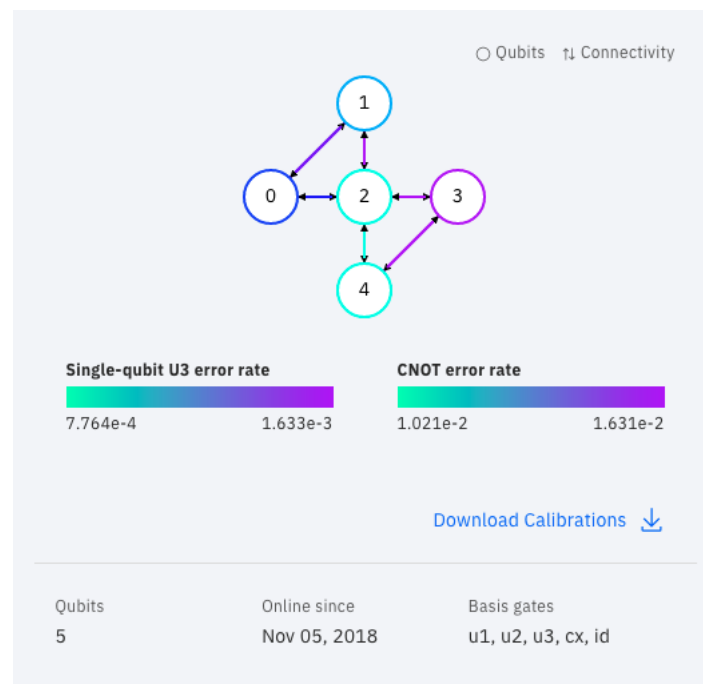 Qubits Connectivity
1
0 2 3
4
Single-qubit U3 error rate CNOT error rate
7.764e-4 1.633e-3 1.021e-2 1.631e-2
Download Calibrations
Qubits Online since Basis gates
5 Nov 05, 2018 u1, u2, u3, cx, id